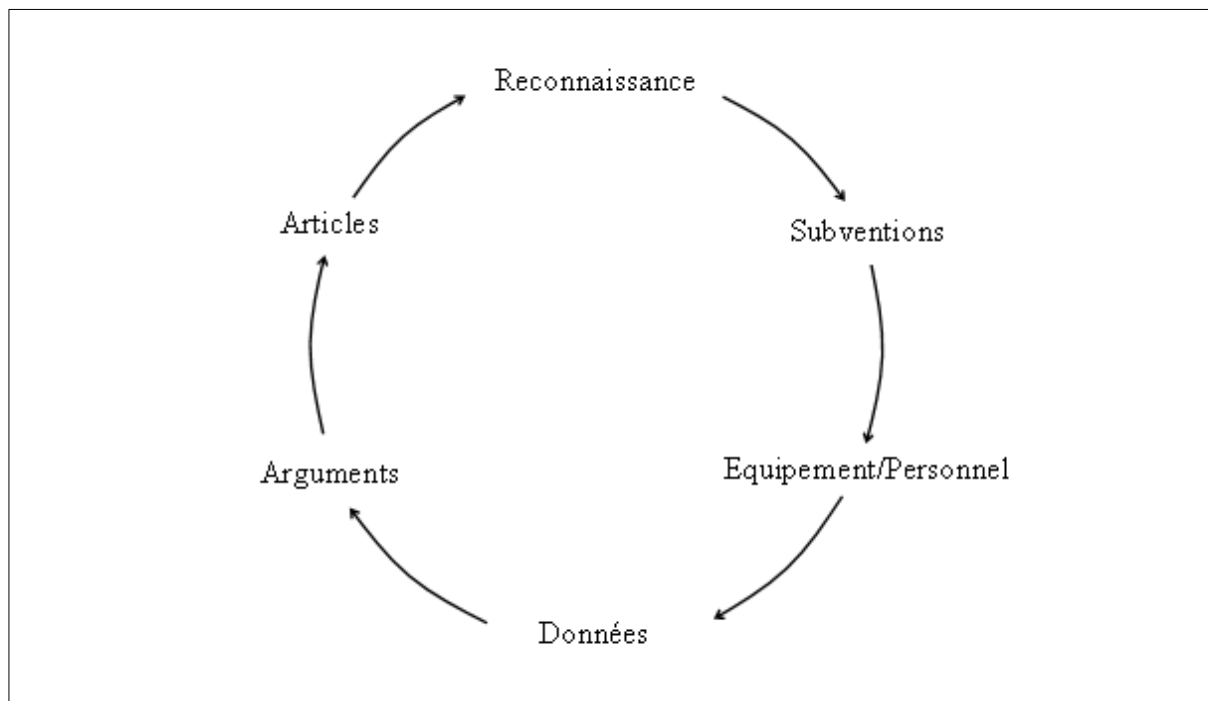 Reconnaissance
Articles
Subventions
Arguments
Equipement/Personnel
Données